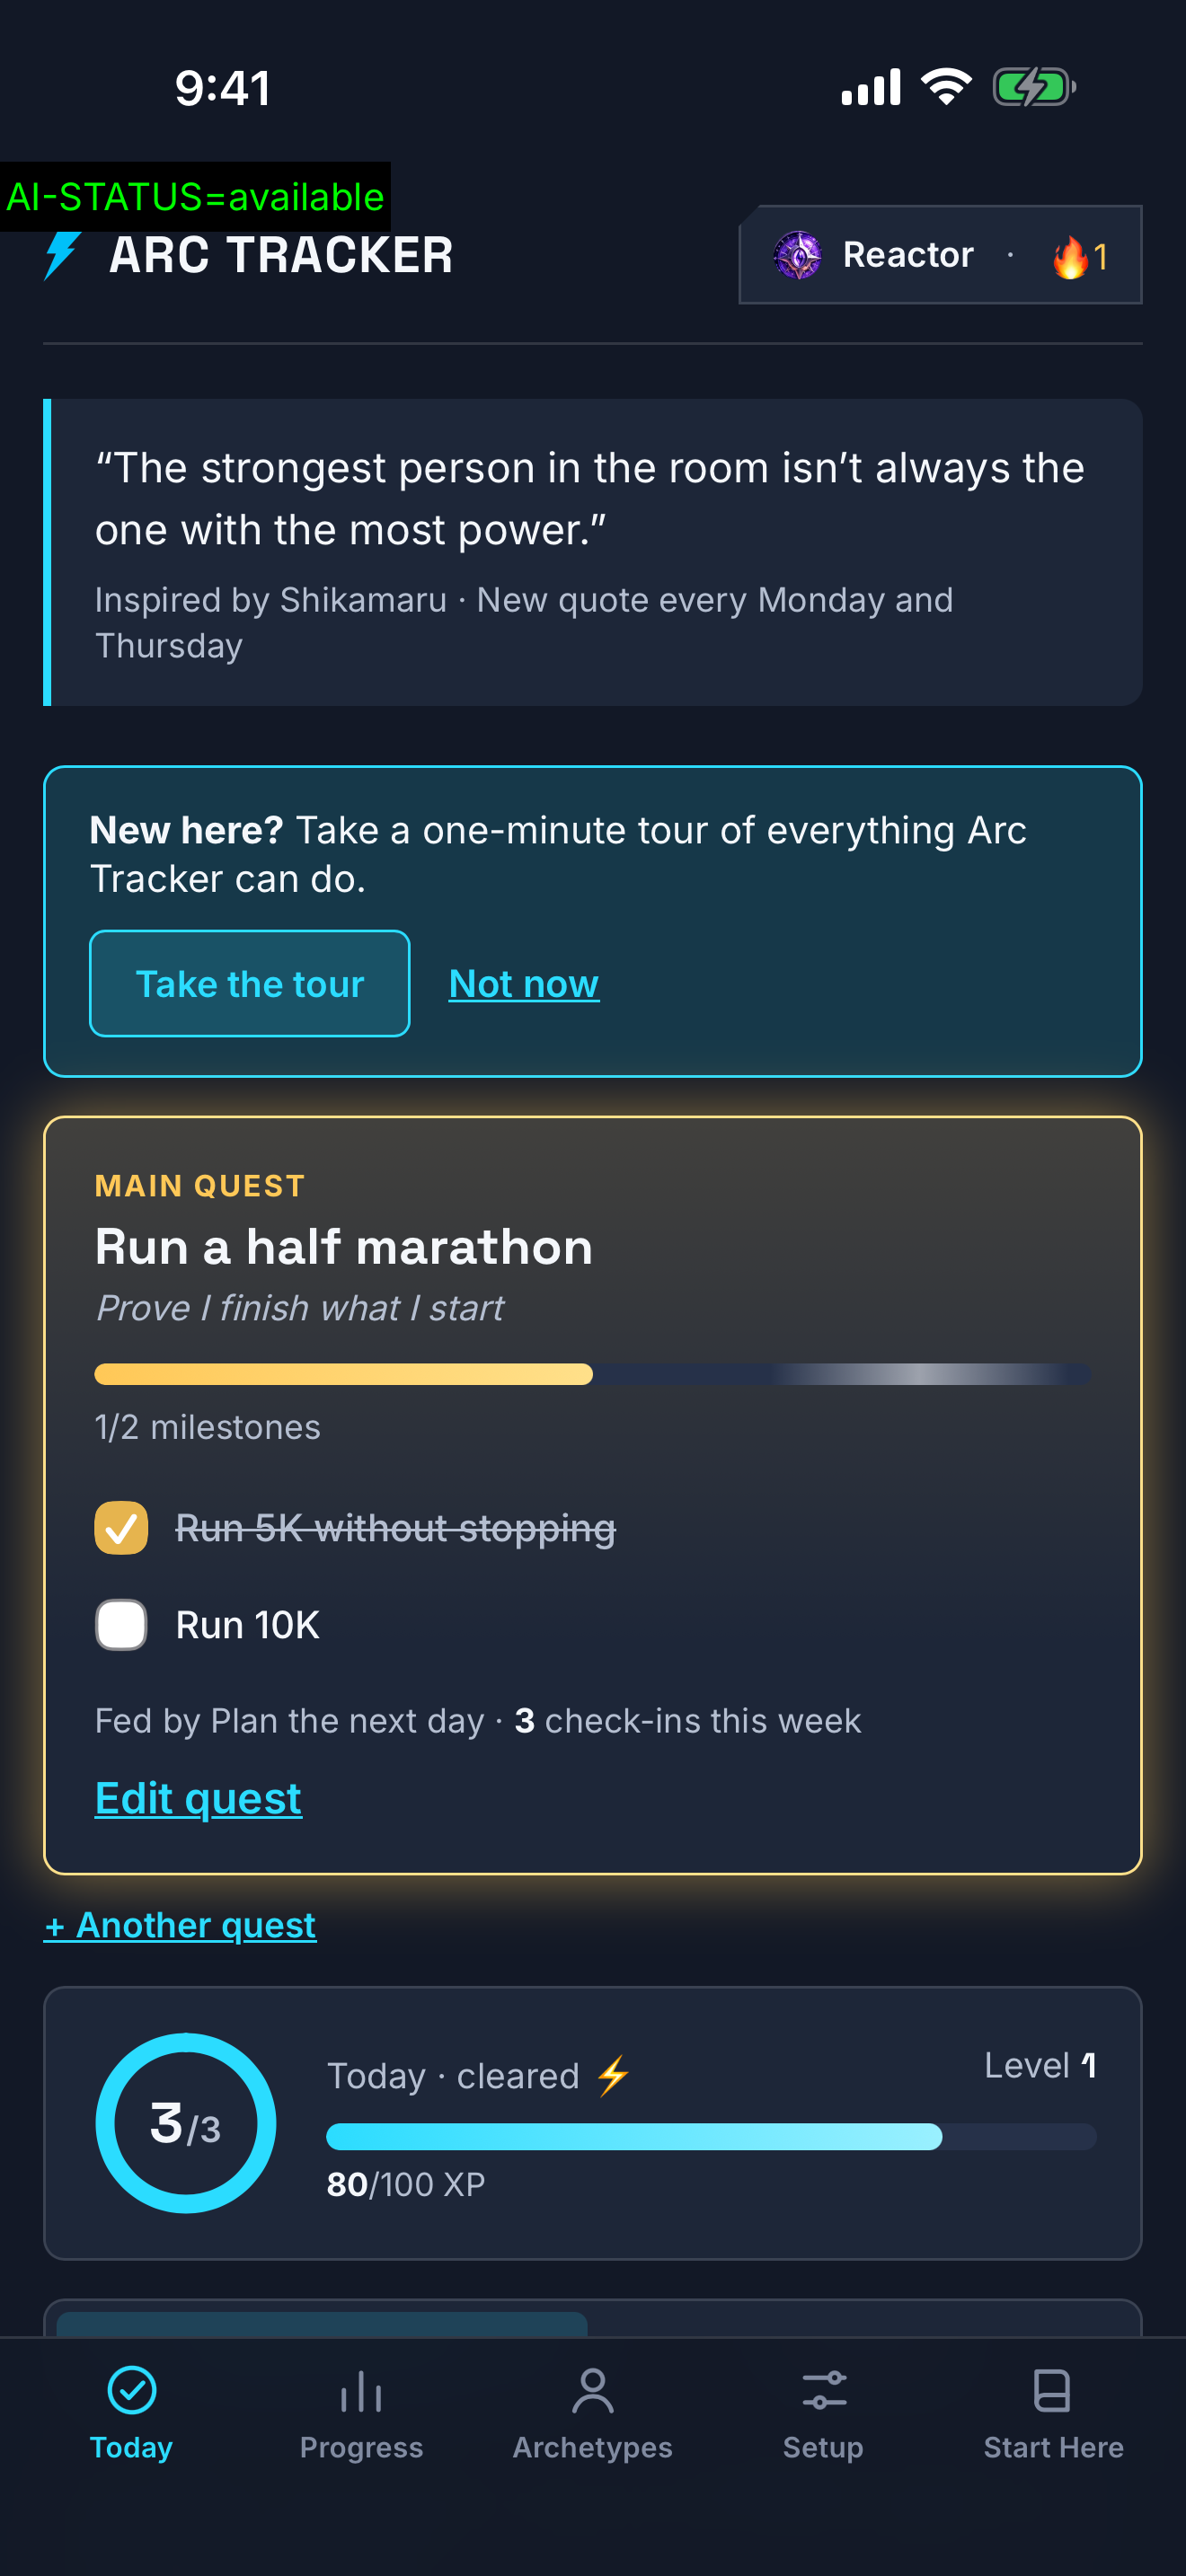 9:41
AI-STATUS=available
ARC TRACKER
Reactor · 🔥1
“The strongest person in the room isn’t always the
one with the most power.”
Inspired by Shikamaru · New quote every Monday and
Thursday
New here? Take a one-minute tour of everything Arc
Tracker can do.
Take the tour
Not now
MAIN QUEST
Run a half marathon
Prove I finish what I start
1/2 milestones
Run 5K without stopping
Run 10K
Fed by Plan the next day · 3 check-ins this week
Edit quest
+ Another quest
3/3
Today · cleared ⚡
Level 1
80/100 XP
Today
Progress
Archetypes
Setup
Start Here